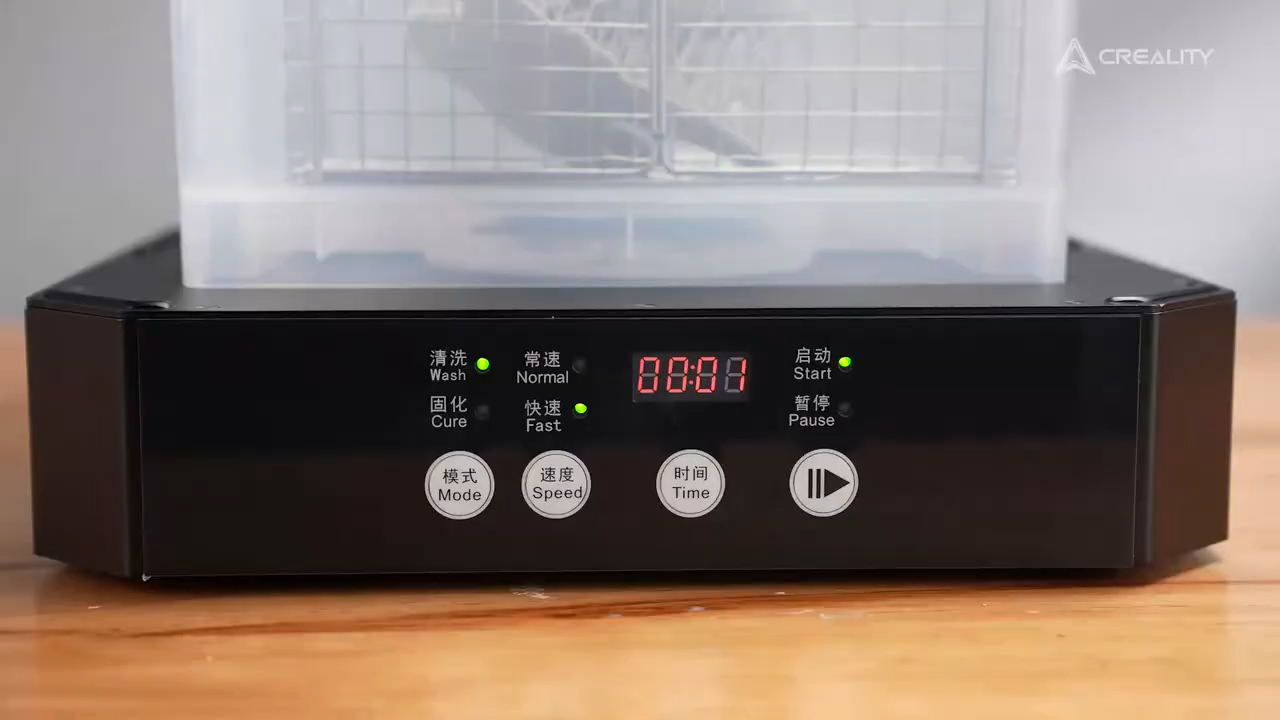 CREALITY
清洗
Wash
常速
Normal
00:01
启动
Start
固化
Cure
快速
Fast
暂停
Pause
模式
Mode
速度
Speed
时间
Time